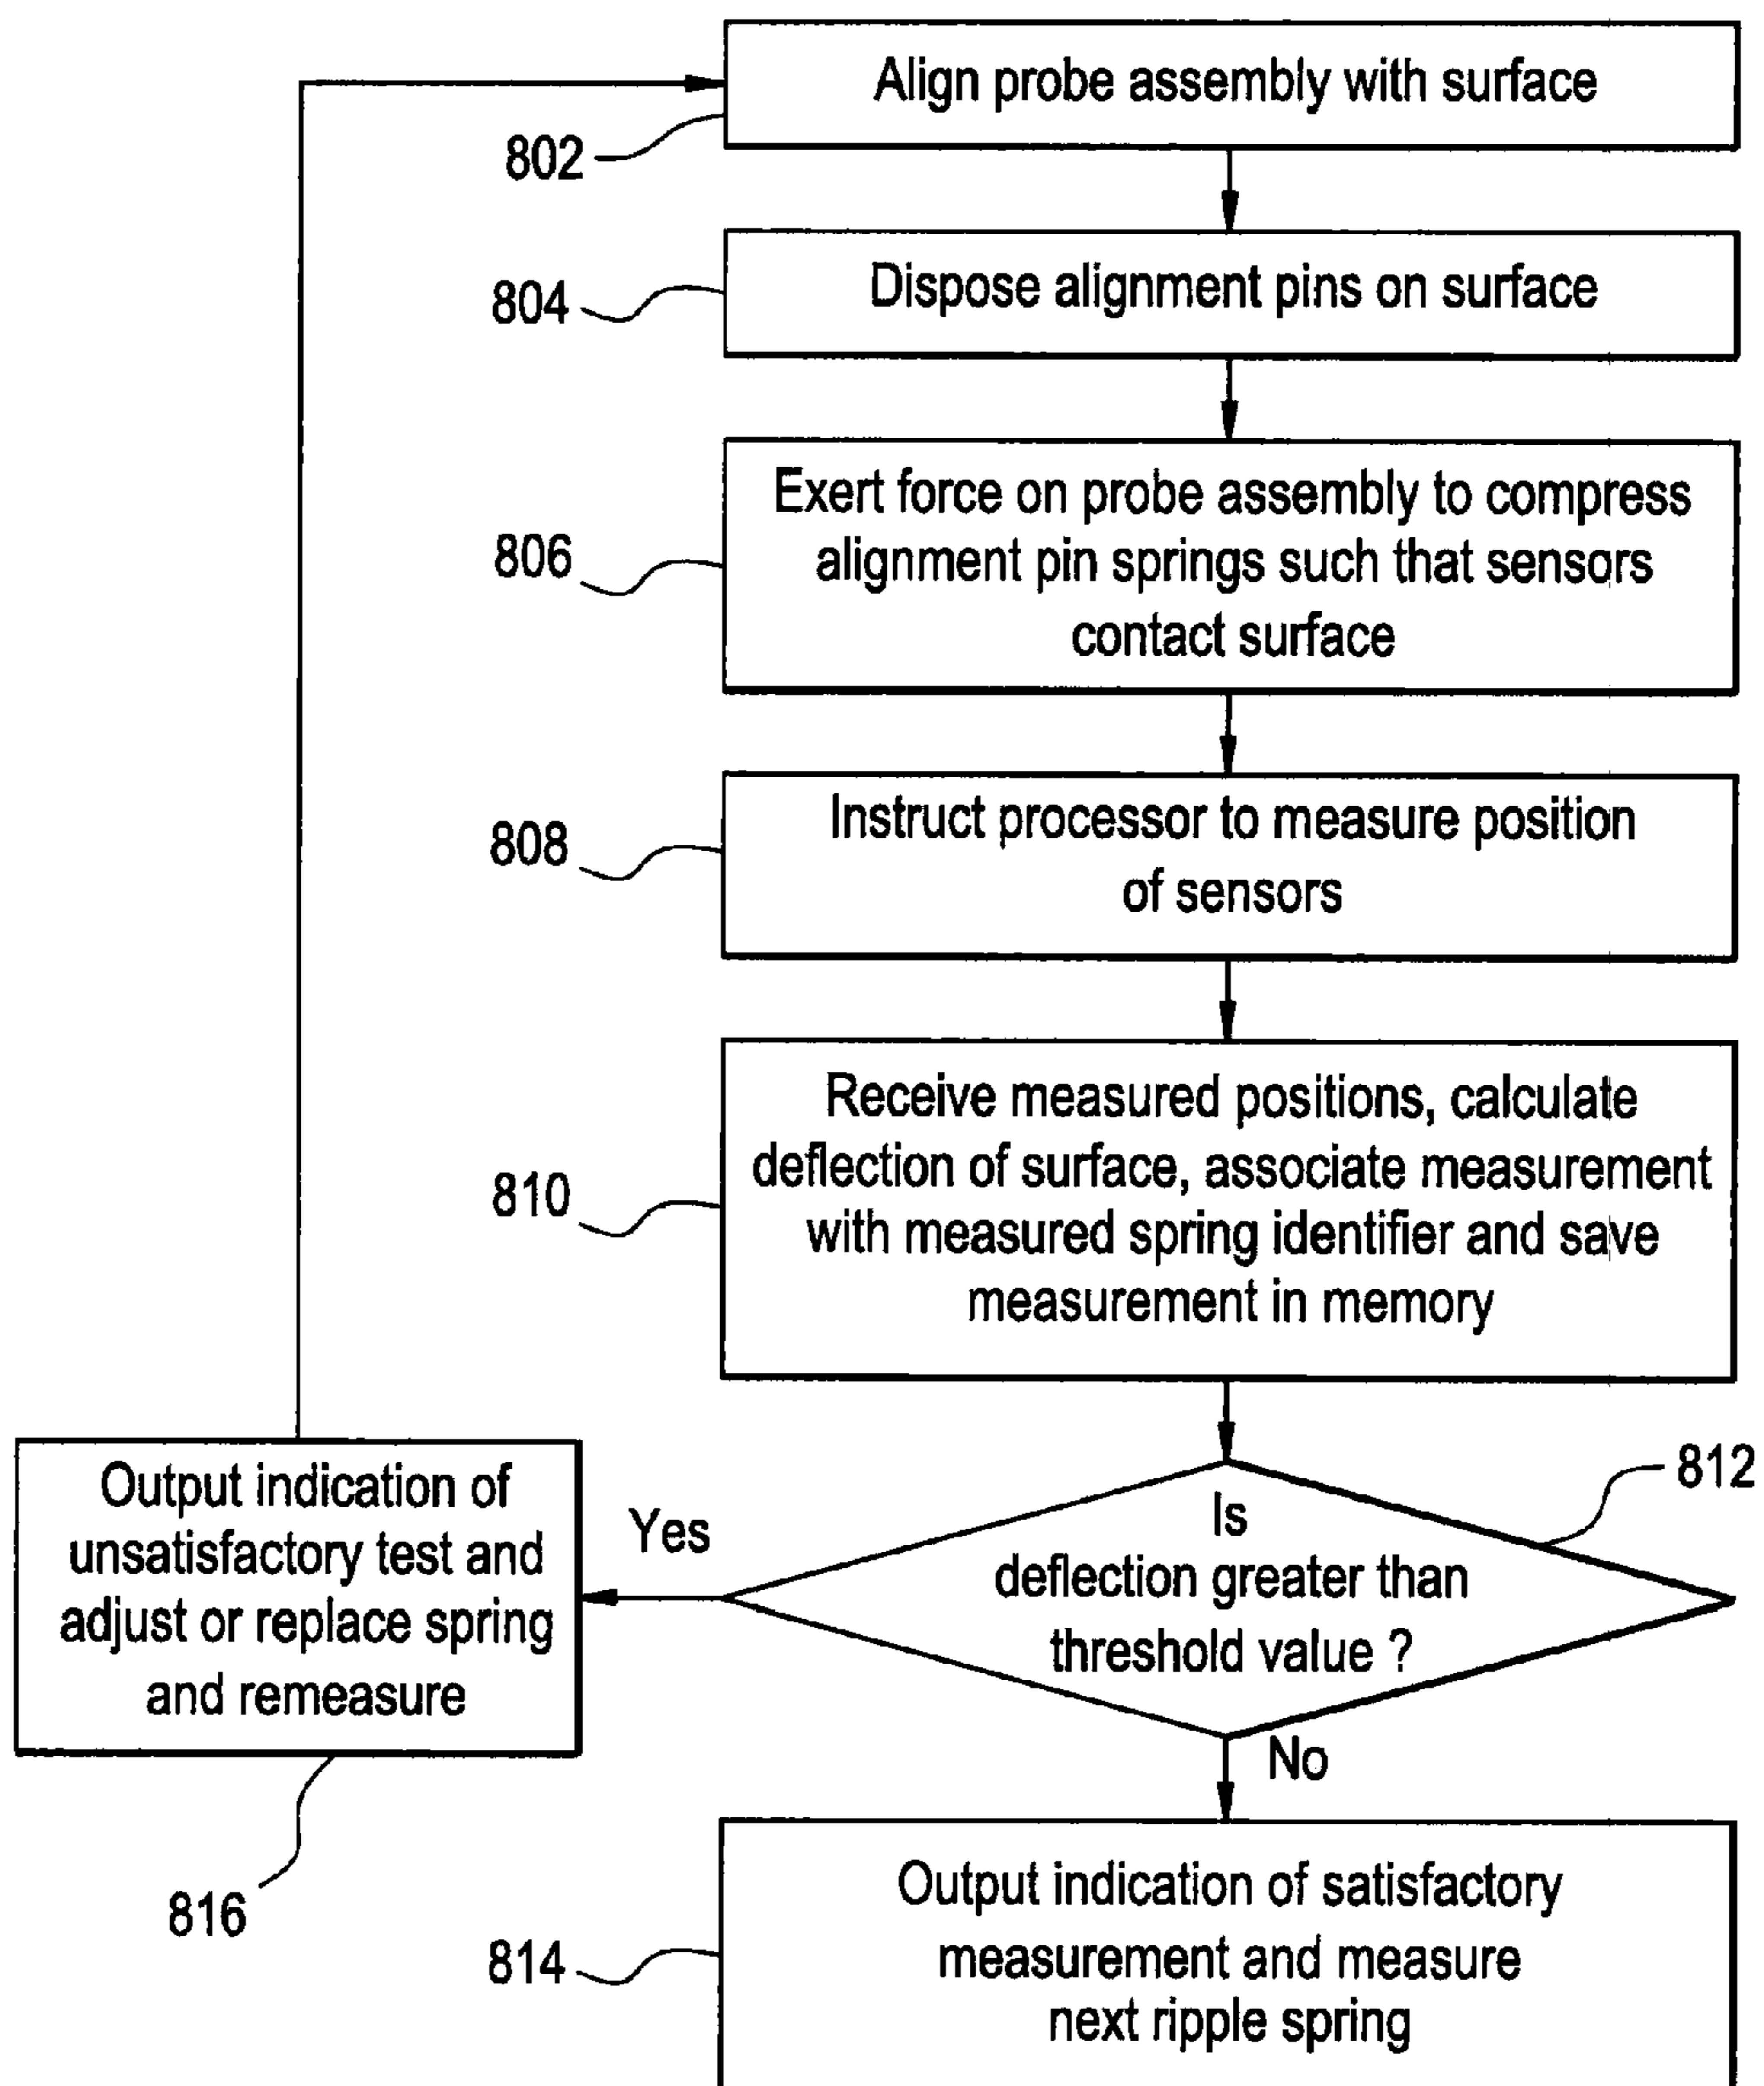 Align probe assembly with surface
802
Dispose alignment pins on surface
804
Exert force on probe assembly to compress
alignment pin springs such that sensors
contact surface
806
Instruct processor to measure position
of sensors
808
Receive measured positions, calculate
deflection of surface, associate measurement
with measured spring identifier and save
measurement in memory
810
Is
deflection greater than
threshold value ?
812
Yes
Output indication of
unsatisfactory test and
adjust or replace spring
and remeasure
816
No
Output indication of satisfactory
measurement and measure
next ripple spring
814